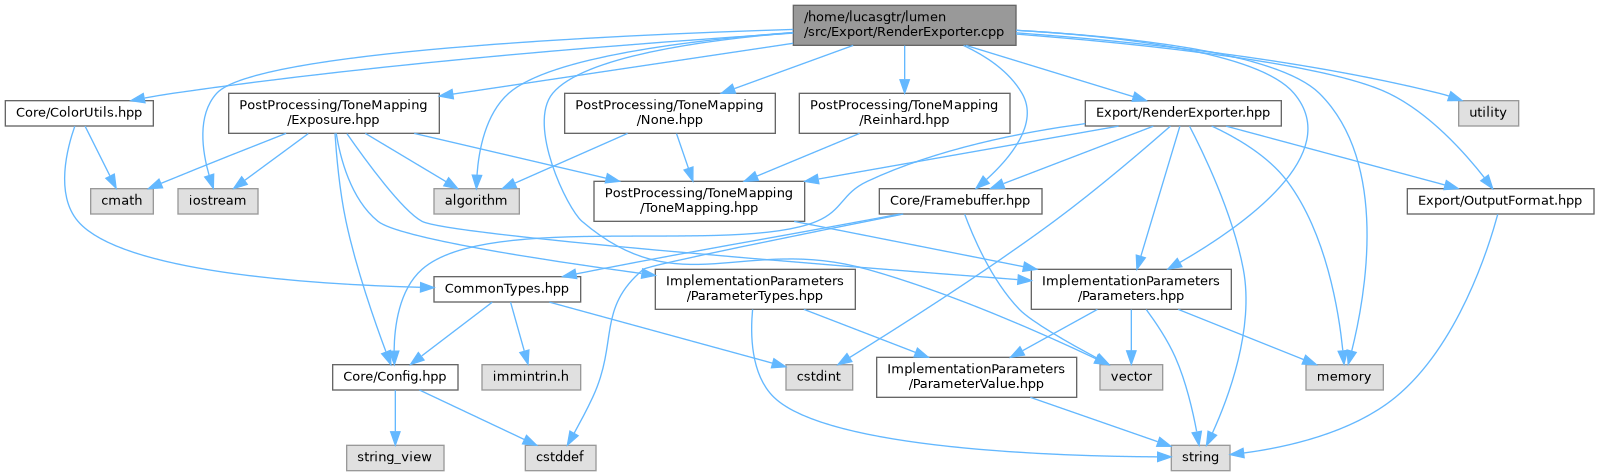 /home/lucasgtr/lumen
/src/Export/RenderExporter.cpp
Core/ColorUtils.hpp
PostProcessing/ToneMapping
/Exposure.hpp
PostProcessing/ToneMapping
/None.hpp
PostProcessing/ToneMapping
/Reinhard.hpp
Export/RenderExporter.hpp
utility
cmath
iostream
algorithm
PostProcessing/ToneMapping
/ToneMapping.hpp
Core/Framebuffer.hpp
Export/OutputFormat.hpp
CommonTypes.hpp
ImplementationParameters
/ParameterTypes.hpp
ImplementationParameters
/Parameters.hpp
Core/Config.hpp
immintrin.h
cstdint
ImplementationParameters
/ParameterValue.hpp
vector
memory
string_view
cstddef
string